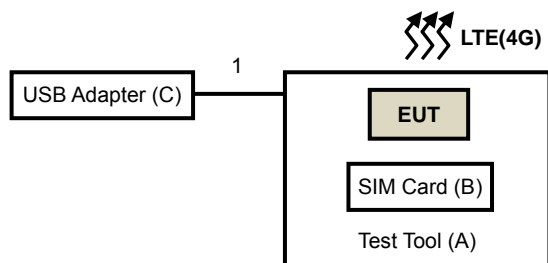 LTE(4G)
1
USB Adapter (C)
EUT
SIM Card (B)
Test Tool (A)